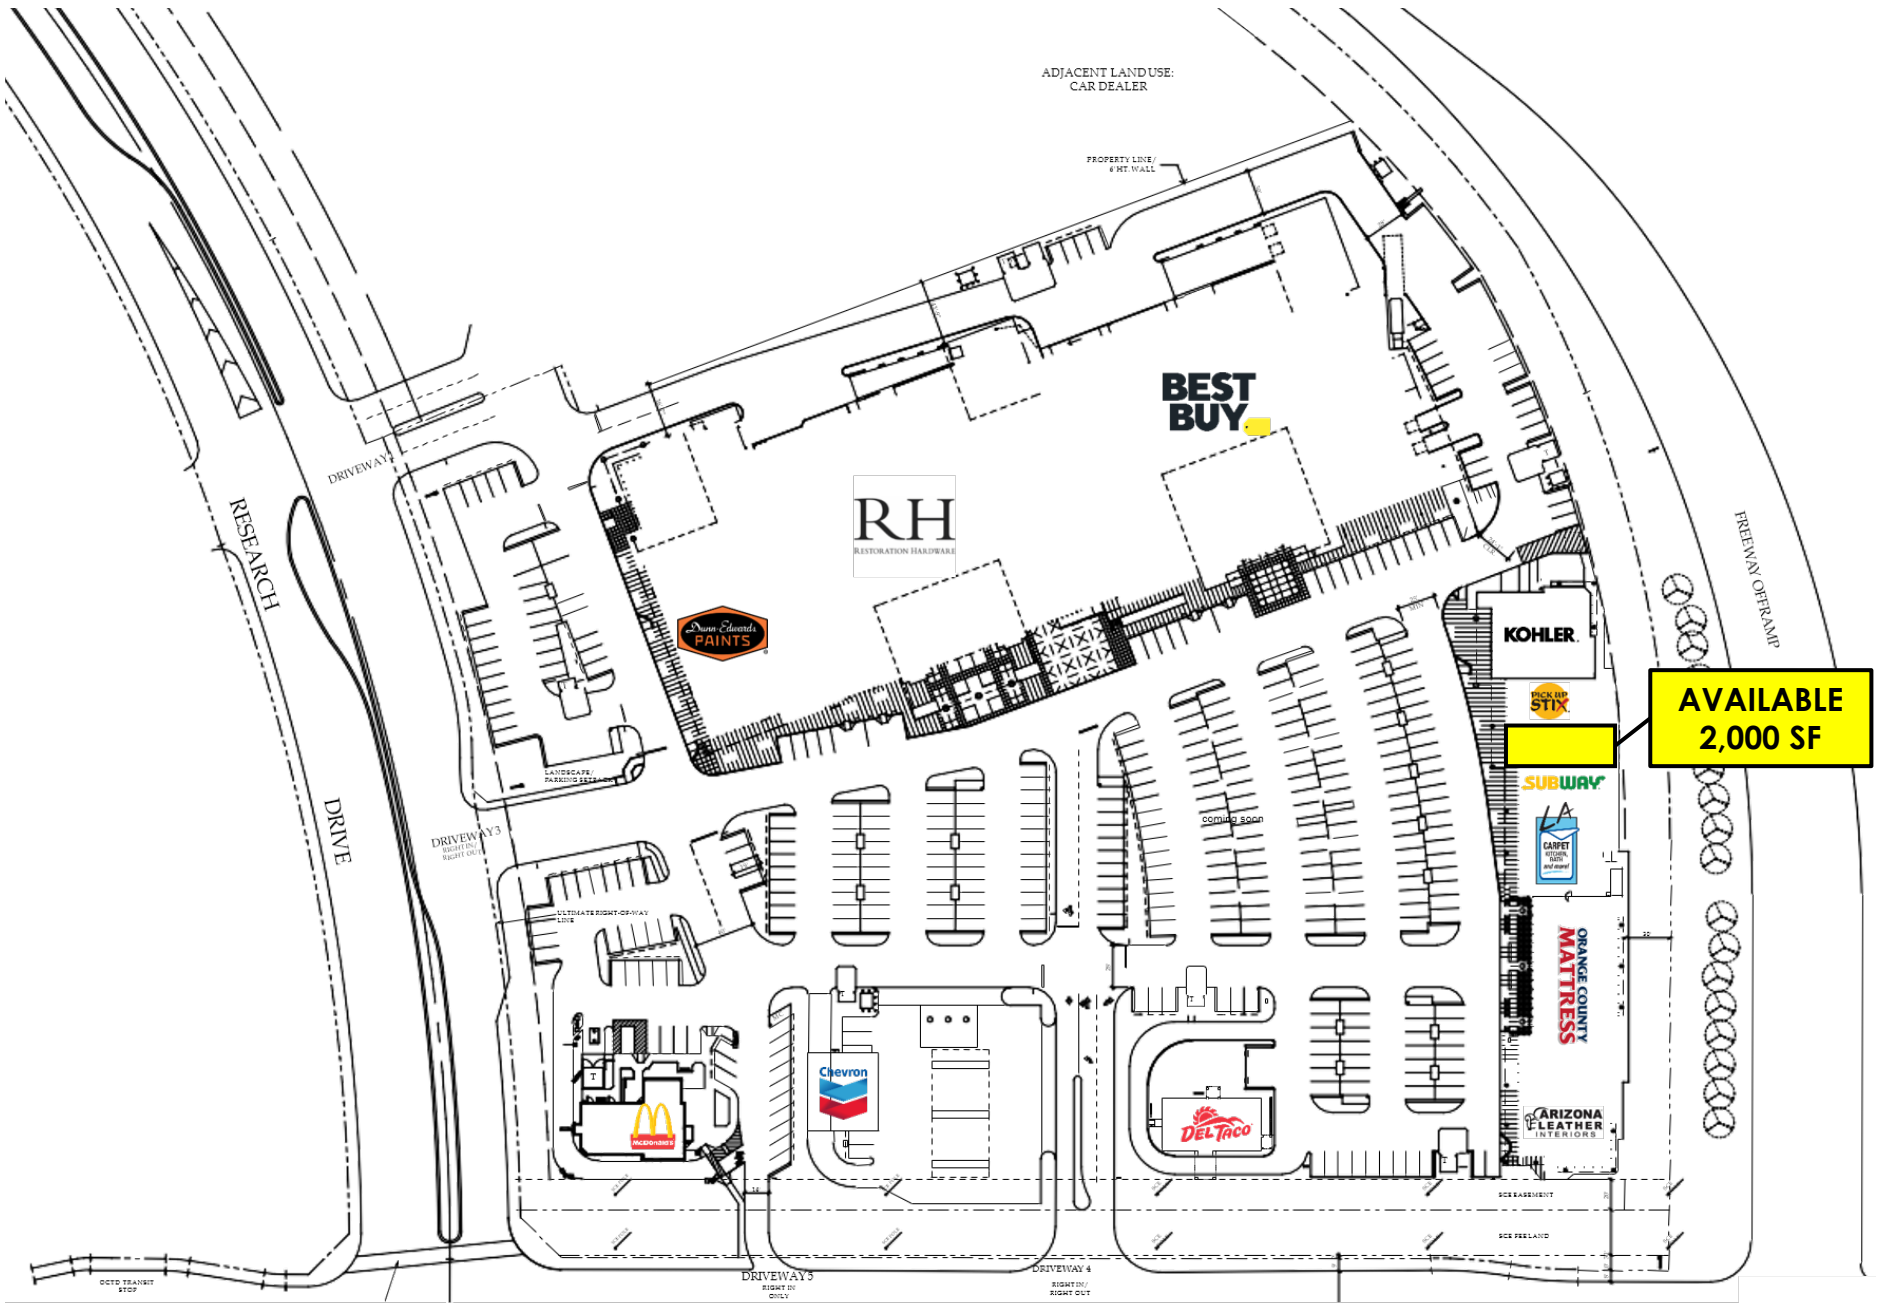 ADJACENT LAND USE:
CAR DEALER
PROPERTY LINE/
6' HT. WALL
BEST
BUY
RH
RESTORATION HARDWARE
DRIVEWAY
RESEARCH
DRIVE
FREEWAY OFFRAMP
Dunn-Edwards
PAINTS
KOHLER
PICK UP
STIX
AVAILABLE
2,000 SF
SUBWAY
LANDSCAPE/
PARKING SETBACK
DRIVEWAY 3
RIGHT IN/
RIGHT OUT
coming soon
LA
CARPET
KITCHEN,
BATH
and more!
ULTIMATE RIGHT-OF-WAY
LINE
ORANGE COUNTY
MATTRESS
T
T
T
T
T
Chevron
McDonald's
DEL TACO
ARIZONA
LEATHER
INTERIORS
SCE EASEMENT
SCE FEE LAND
OCTD TRANSIT
STOP
DRIVEWAY 5
RIGHT IN
ONLY
DRIVEWAY 4
RIGHT IN/
RIGHT OUT